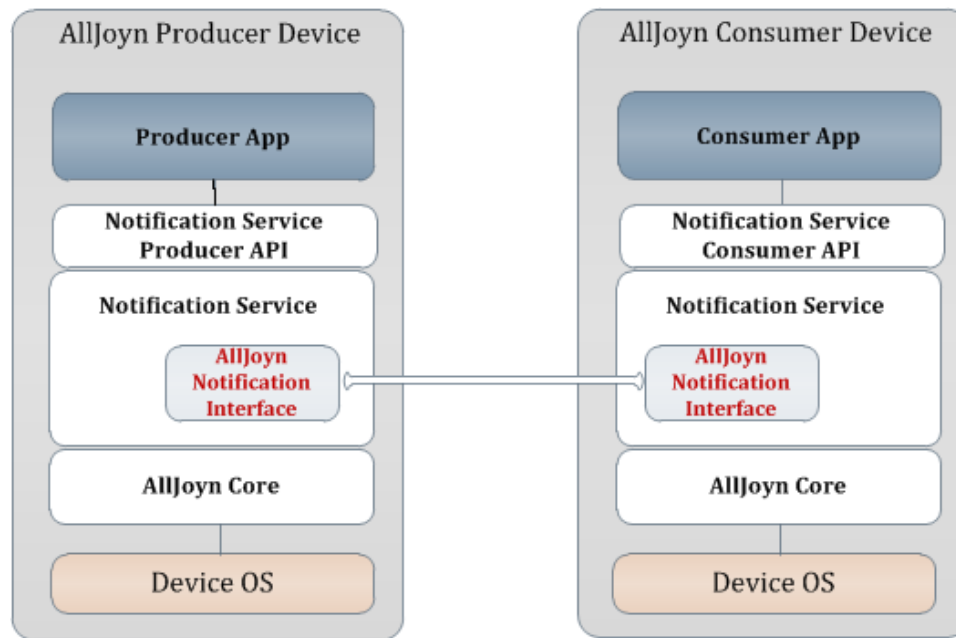 AllJoyn Producer Device
Producer App
Notification Service
Producer API
Notification Service
AllJoyn
Notification
Interface
AllJoyn Core
Device OS
AllJoyn Consumer Device
Consumer App
Notification Service
Consumer API
Notification Service
AllJoyn
Notification
Interface
AllJoyn Core
Device OS